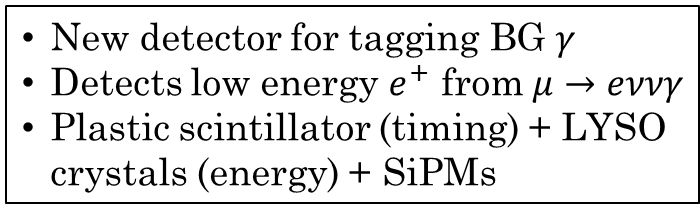 • New detector for tagging BG γ
• Detects low energy e⁺ from μ → eννγ
• Plastic scintillator (timing) + LYSO
crystals (energy) + SiPMs